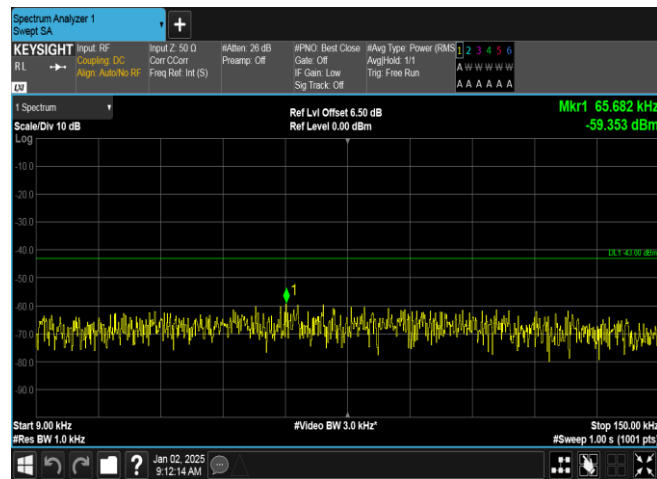 Spectrum Analyzer 1
Swept SA
+
KEYSIGHT Input: RF Input Z: 50 Ω #Atten: 26 dB #PNO: Best Close #Avg Type: Power (RMS 1 2 3 4 5 6
RL Coupling: DC Corr CCorr Preamp: Off Gate: Off Avg|Hold: 1/1 A W W W W W
Align: Auto/No RF Freq Ref: Int (S) IF Gain: Low Trig: Free Run
LXI Sig Track: Off A A A A A A
1 Spectrum Ref Lvl Offset 6.50 dB Mkr1 65.682 kHz
Scale/Div 10 dB Ref Level 0.00 dBm -59.353 dBm
Log
-10.0
-20.0
-30.0
-40.0
DL1 -43.00 dBm
-50.0
1
-60.0
-70.0
-80.0
-90.0
Start 9.00 kHz #Video BW 3.0 kHz* Stop 150.00 kHz
#Res BW 1.0 kHz #Sweep 1.00 s (1001 pts)
? Jan 02, 2025
9:12:14 AM